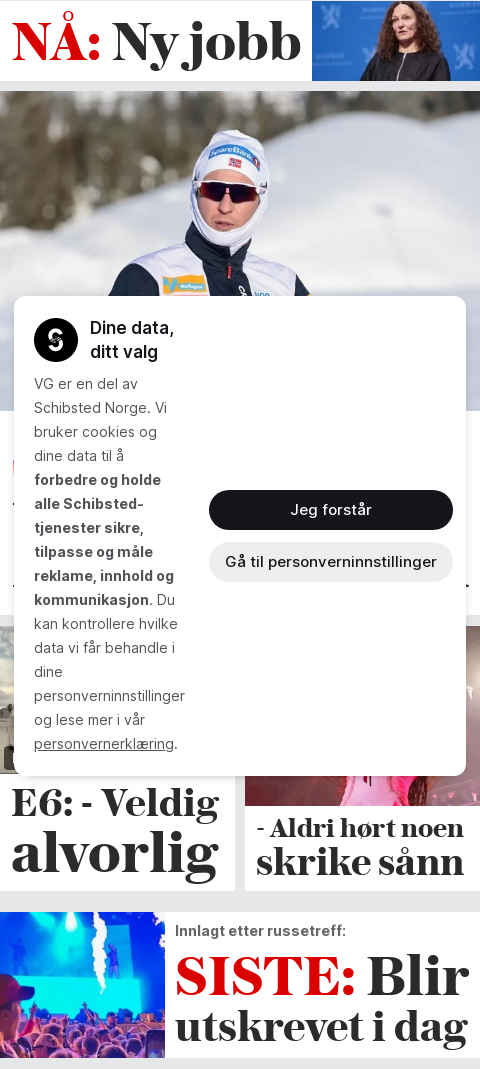 NÅ: Ny jobb
SpareBank 1
Dine data,
ditt valg
VG er en del av
Schibsted Norge. Vi
bruker cookies og
dine data til å
forbedre og holde
alle Schibsted-
tjenester sikre,
tilpasse og måle
reklame, innhold og
kommunikasjon. Du
kan kontrollere hvilke
data vi får behandle i
dine
personverninnstillinger
og lese mer i vår
personvernerklæring.
Jeg forstår
Gå til personverninnstillinger
E6: - Veldig
alvorlig
- Aldri hørt noen
skrike sånn
Innlagt etter russetreff:
SISTE: Blir
utskrevet i dag